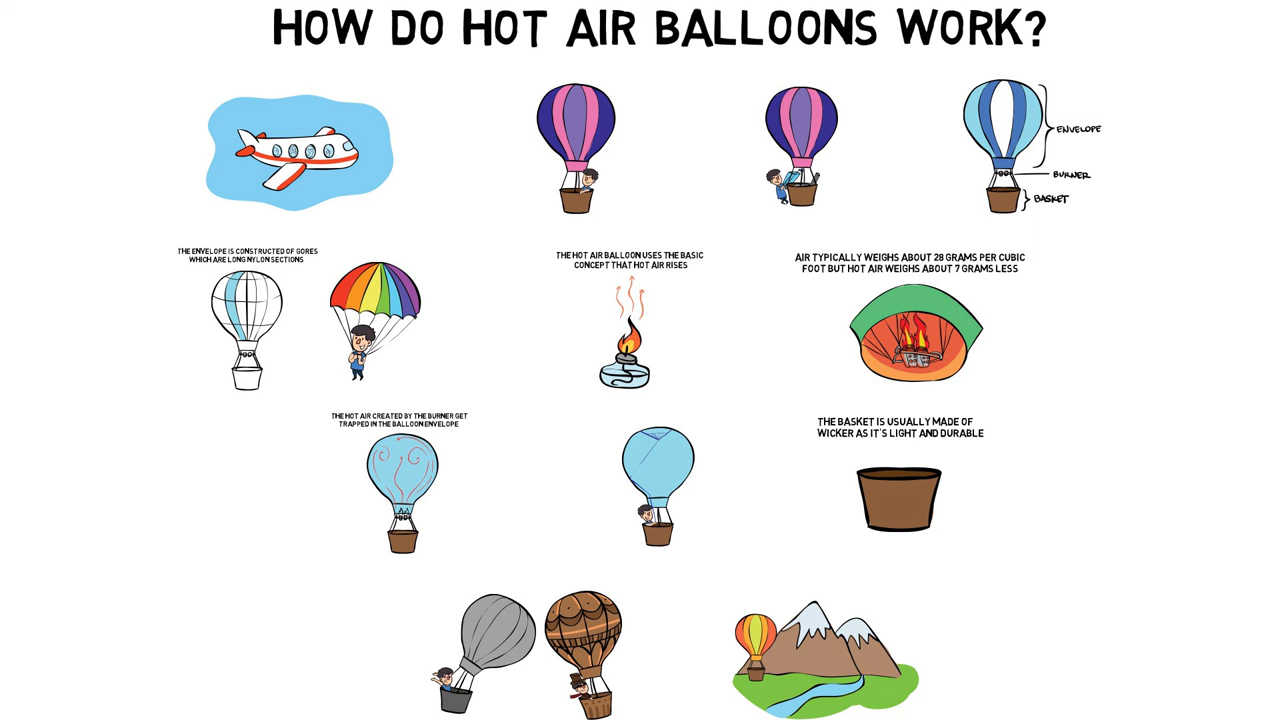 HOW DO HOT AIR BALLOONS WORK?
ENVELOPE
BURNER
BASKET
THE ENVELOPE IS CONSTRUCTED OF GORES
WHICH ARE LONG NYLON SECTIONS
THE HOT AIR BALLOON USES THE BASIC
CONCEPT THAT HOT AIR RISES
AIR TYPICALLY WEIGHS ABOUT 28 GRAMS PER CUBIC
FOOT BUT HOT AIR WEIGHS ABOUT 7 GRAMS LESS
THE HOT AIR CREATED BY THE BURNER GET
TRAPPED IN THE BALLOON ENVELOPE
THE BASKET IS USUALLY MADE OF
WICKER AS IT'S LIGHT AND DURABLE